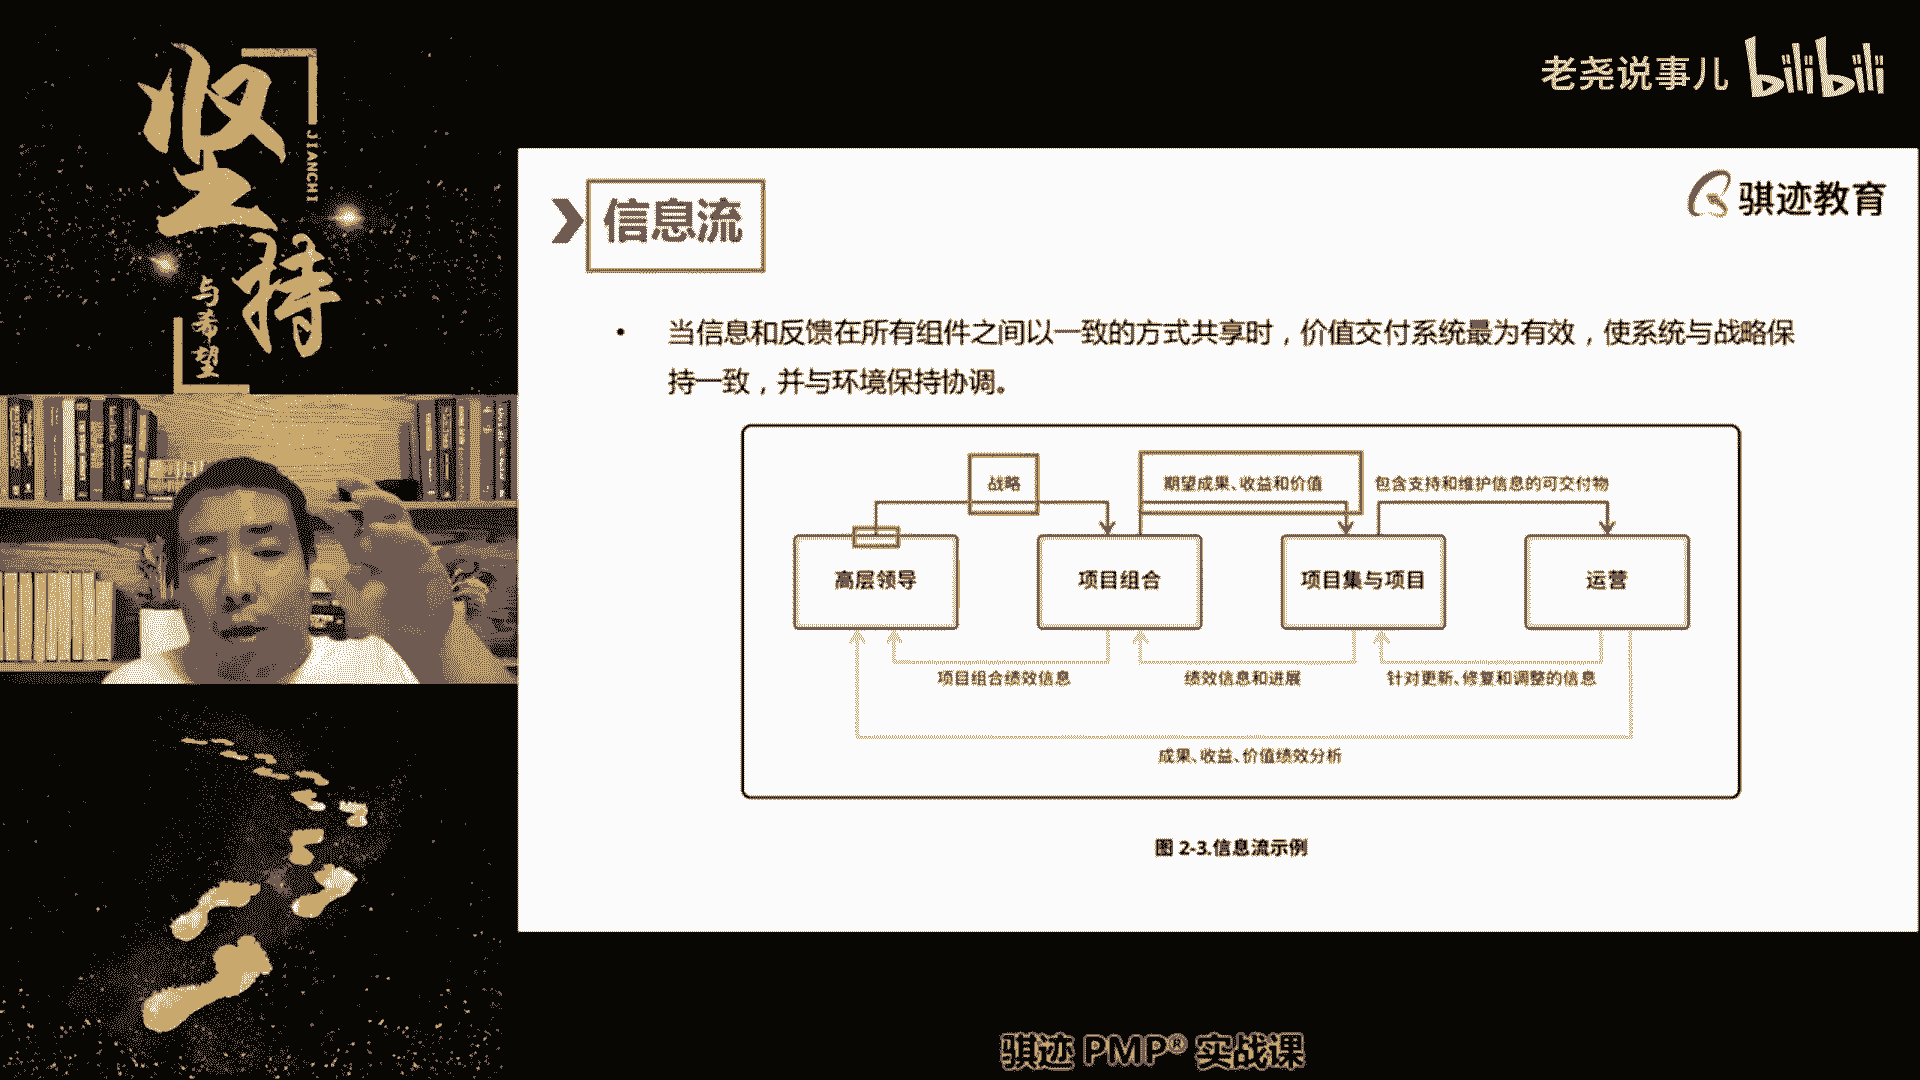 坚持
JIANCHI
与希望
老尧说事儿 bilibili
信息流
骐迹教育
• 当信息和反馈在所有组件之间以一致的方式共享时，价值交付系统最为有效，使系统与战略保
持一致，并与环境保持协调。
战略
期望成果、收益和价值
包含支持和维护信息的可交付物
高层领导
项目组合
项目集与项目
运营
项目组合绩效信息
绩效信息和进展
针对更新、修复和调整的信息
成果、收益、价值绩效分析
图 2-3.信息流示例
骐迹 PMP® 实战课